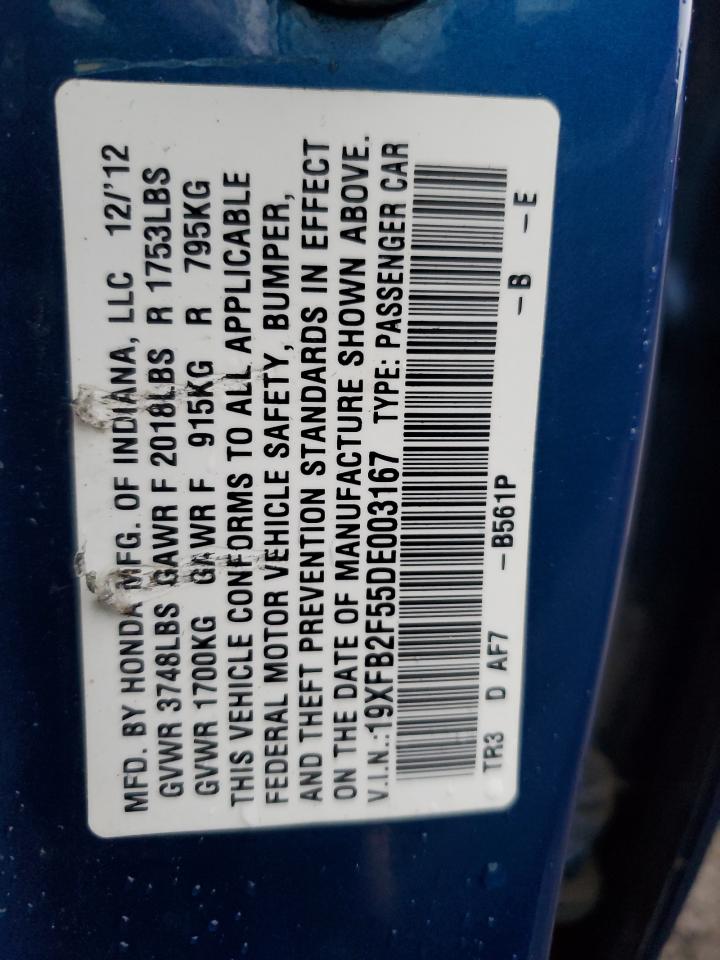 MFD. BY HONDA MFG. OF INDIANA, LLC 12/'12
GVWR 3748LBS GAWR F 2018LBS R 1753LBS
GVWR 1700KG GAWR F 915KG R 795KG
THIS VEHICLE CONFORMS TO ALL APPLICABLE
FEDERAL MOTOR VEHICLE SAFETY, BUMPER,
AND THEFT PREVENTION STANDARDS IN EFFECT
ON THE DATE OF MANUFACTURE SHOWN ABOVE.
V.I.N.:19XFB2F55DE003167 TYPE: PASSENGER CAR
TR3 D AF7 -B561P -B -E